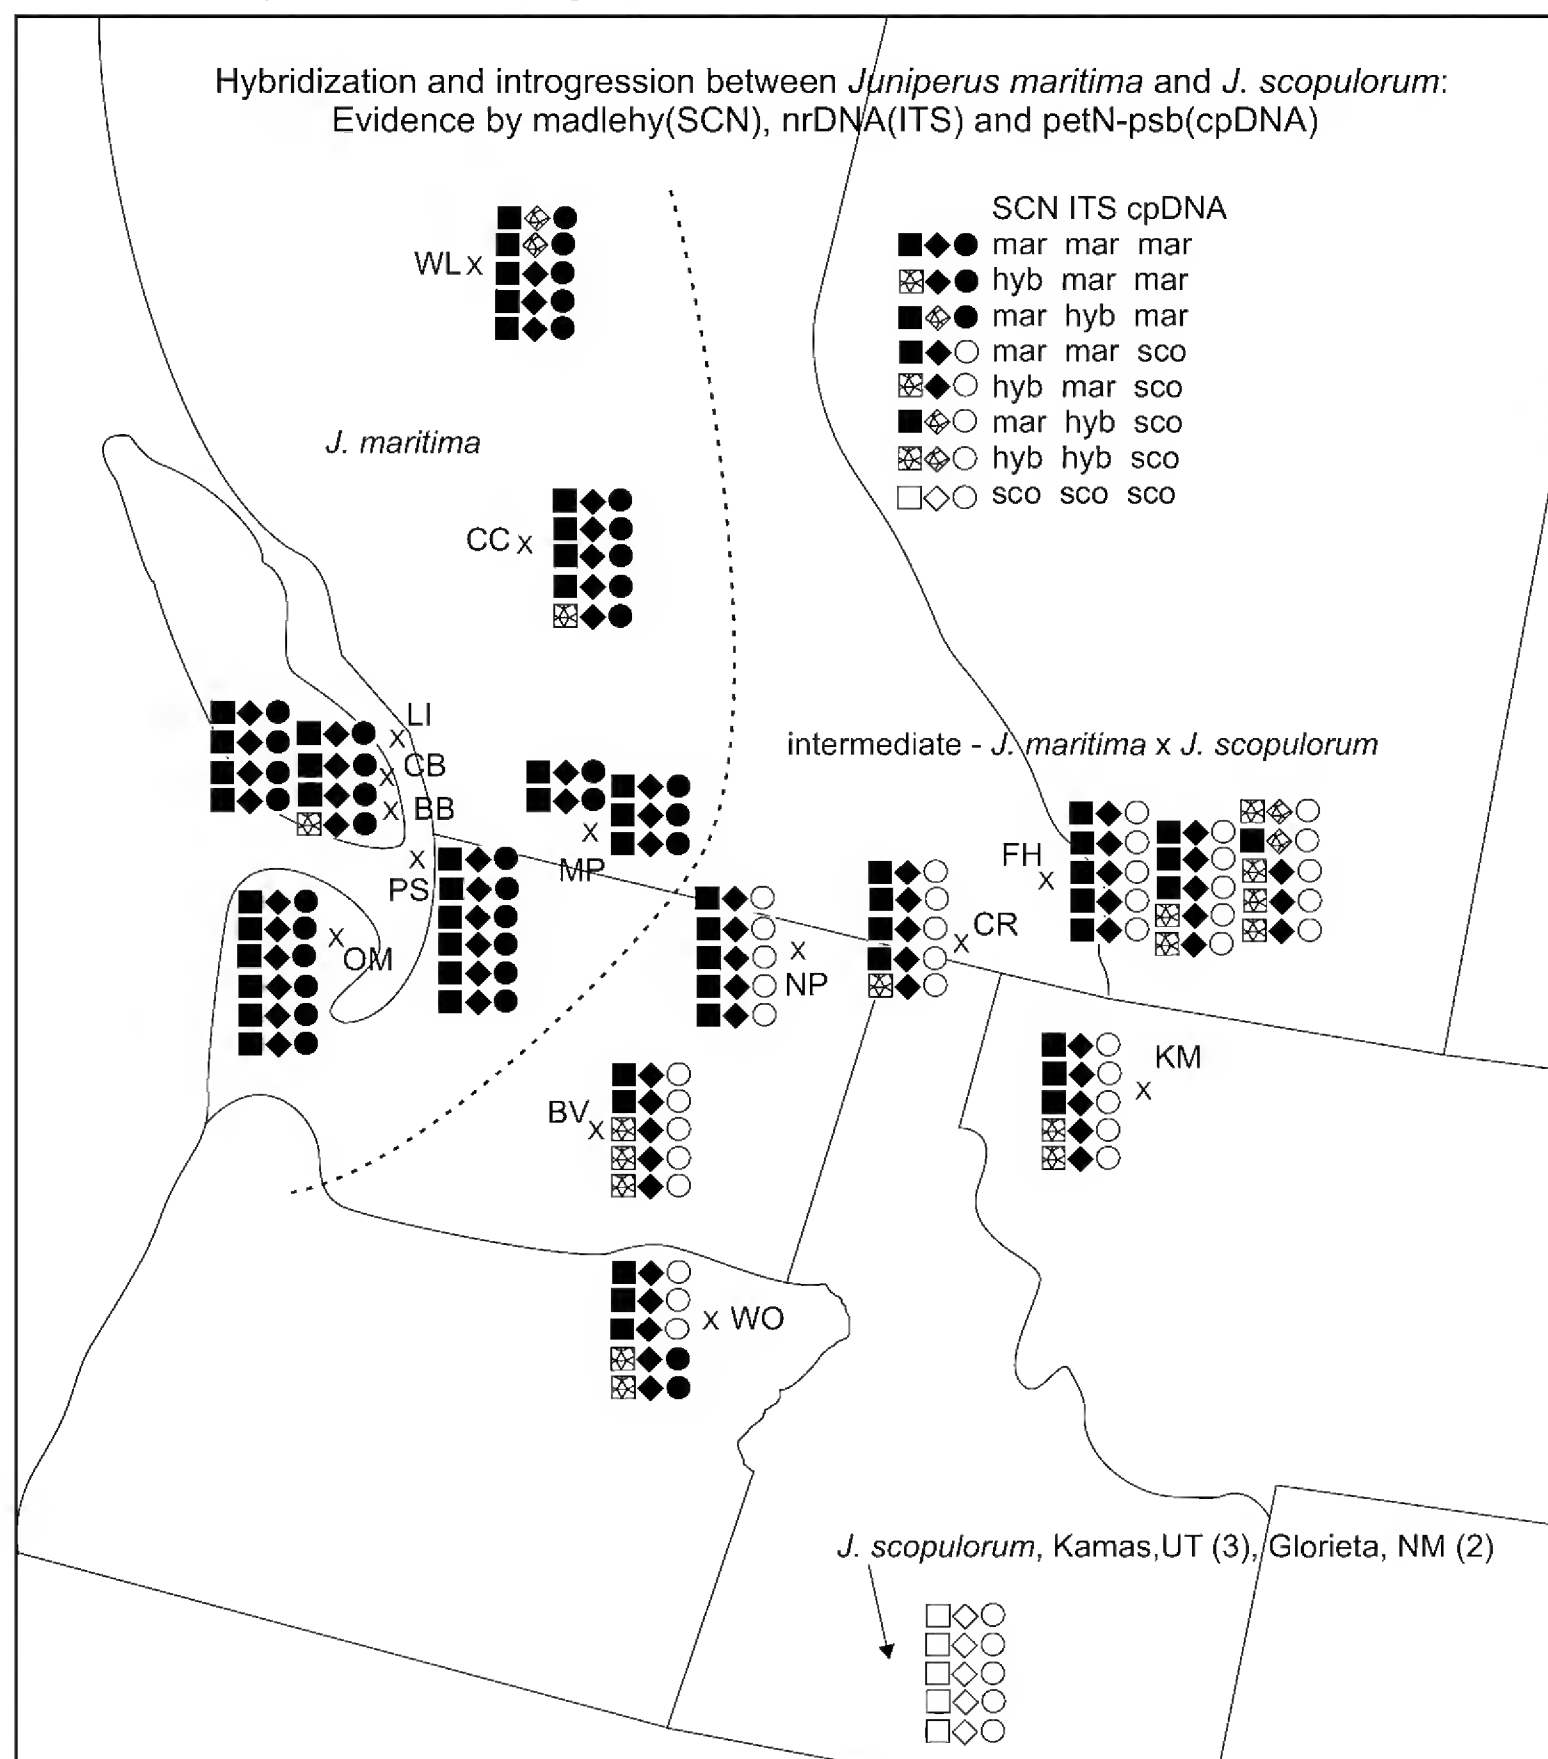 Hybridization and introgression between Juniperus maritima and J. scopulorum:
Evidence by madlehy(SCN), nrDNA(ITS) and petN-psb(cpDNA)
SCN ITS cpDNA
mar mar mar
hyb mar mar
mar hyb mar
mar mar sco
hyb mar sco
mar hyb sco
hyb hyb sco
sco sco sco
WL x
J. maritima
CC x
LI
x
x CB
x BB
x
PS
intermediate - J. maritima x J. scopulorum
x
MP
FH
x
x
OM
x
NP
CR
x
KM
x
BV
x
x WO
J. scopulorum, Kamas,UT (3), Glorieta, NM (2)